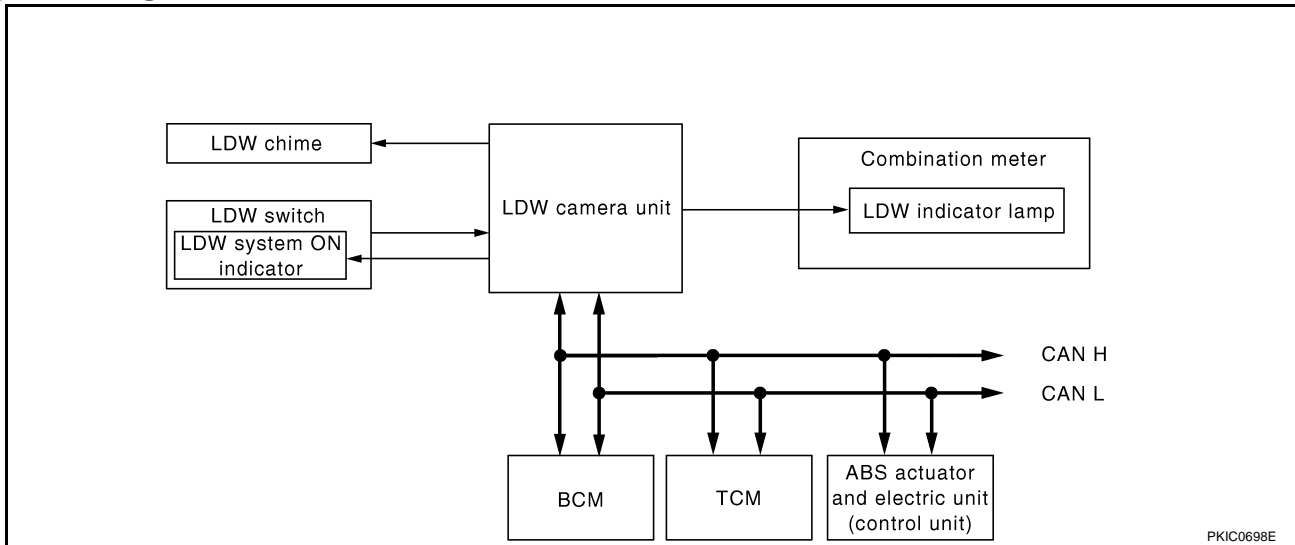 LDW chime
LDW switch
LDW system ON
indicator
LDW camera unit
Combination meter
LDW indicator lamp
CAN H
CAN L
BCM
TCM
ABS actuator
and electric unit
(control unit)
PKIC0698E